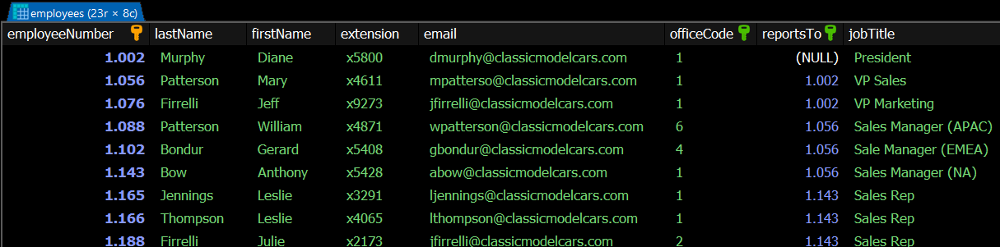 employees (23r × 8c)
employeeNumber lastName firstName extension email officeCode reportsTo jobTitle
1.002 Murphy Diane x5800 dmurphy@classicmodelcars.com 1 (NULL) President
1.056 Patterson Mary x4611 mpatterso@classicmodelcars.com 1 1.002 VP Sales
1.076 Firrelli Jeff x9273 jfirrelli@classicmodelcars.com 1 1.002 VP Marketing
1.088 Patterson William x4871 wpatterson@classicmodelcars.com 6 1.056 Sales Manager (APAC)
1.102 Bondur Gerard x5408 gbondur@classicmodelcars.com 4 1.056 Sale Manager (EMEA)
1.143 Bow Anthony x5428 abow@classicmodelcars.com 1 1.056 Sales Manager (NA)
1.165 Jennings Leslie x3291 ljennings@classicmodelcars.com 1 1.143 Sales Rep
1.166 Thompson Leslie x4065 lthompson@classicmodelcars.com 1 1.143 Sales Rep
1.188 Firrelli Julie x2173 jfirrelli@classicmodelcars.com 2 1.143 Sales Rep